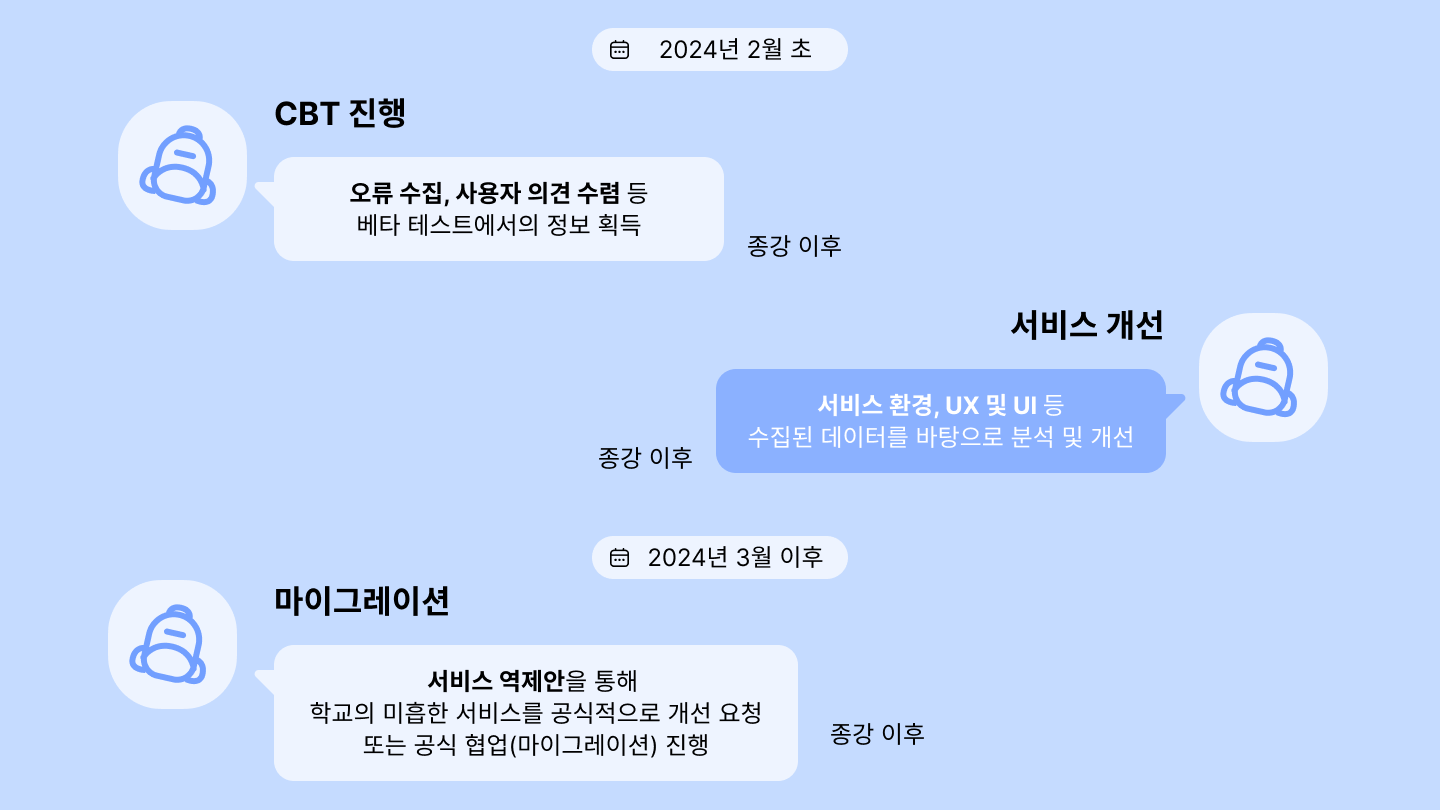 2024년 2월 초
CBT 진행
오류 수집, 사용자 의견 수렴 등
베타 테스트에서의 정보 획득
종강 이후
서비스 개선
서비스 환경, UX 및 UI 등
수집된 데이터를 바탕으로 분석 및 개선
종강 이후
2024년 3월 이후
마이그레이션
서비스 역제안을 통해
학교의 미흡한 서비스를 공식적으로 개선 요청
또는 공식 협업(마이그레이션) 진행
종강 이후